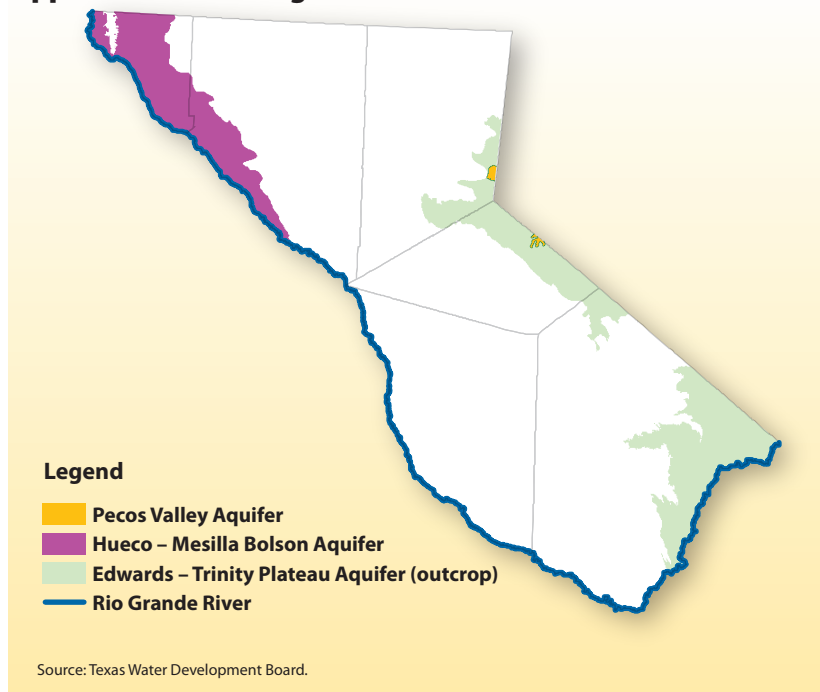 Legend
Pecos Valley Aquifer
Hueco – Mesilla Bolson Aquifer
Edwards – Trinity Plateau Aquifer (outcrop)
Rio Grande River
Source: Texas Water Development Board.